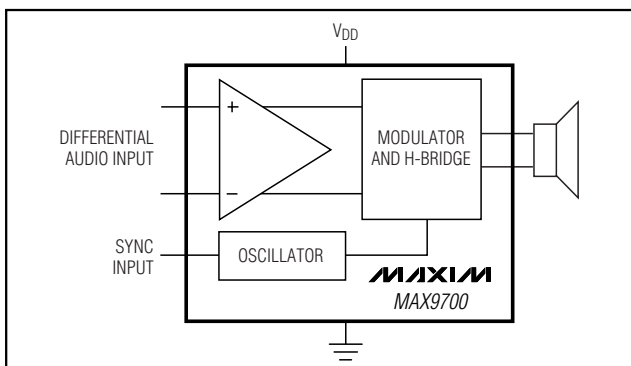 VDD
+
DIFFERENTIAL
AUDIO INPUT
−
MODULATOR
AND H-BRIDGE
SYNC
INPUT
OSCILLATOR
MAXIM
MAX9700